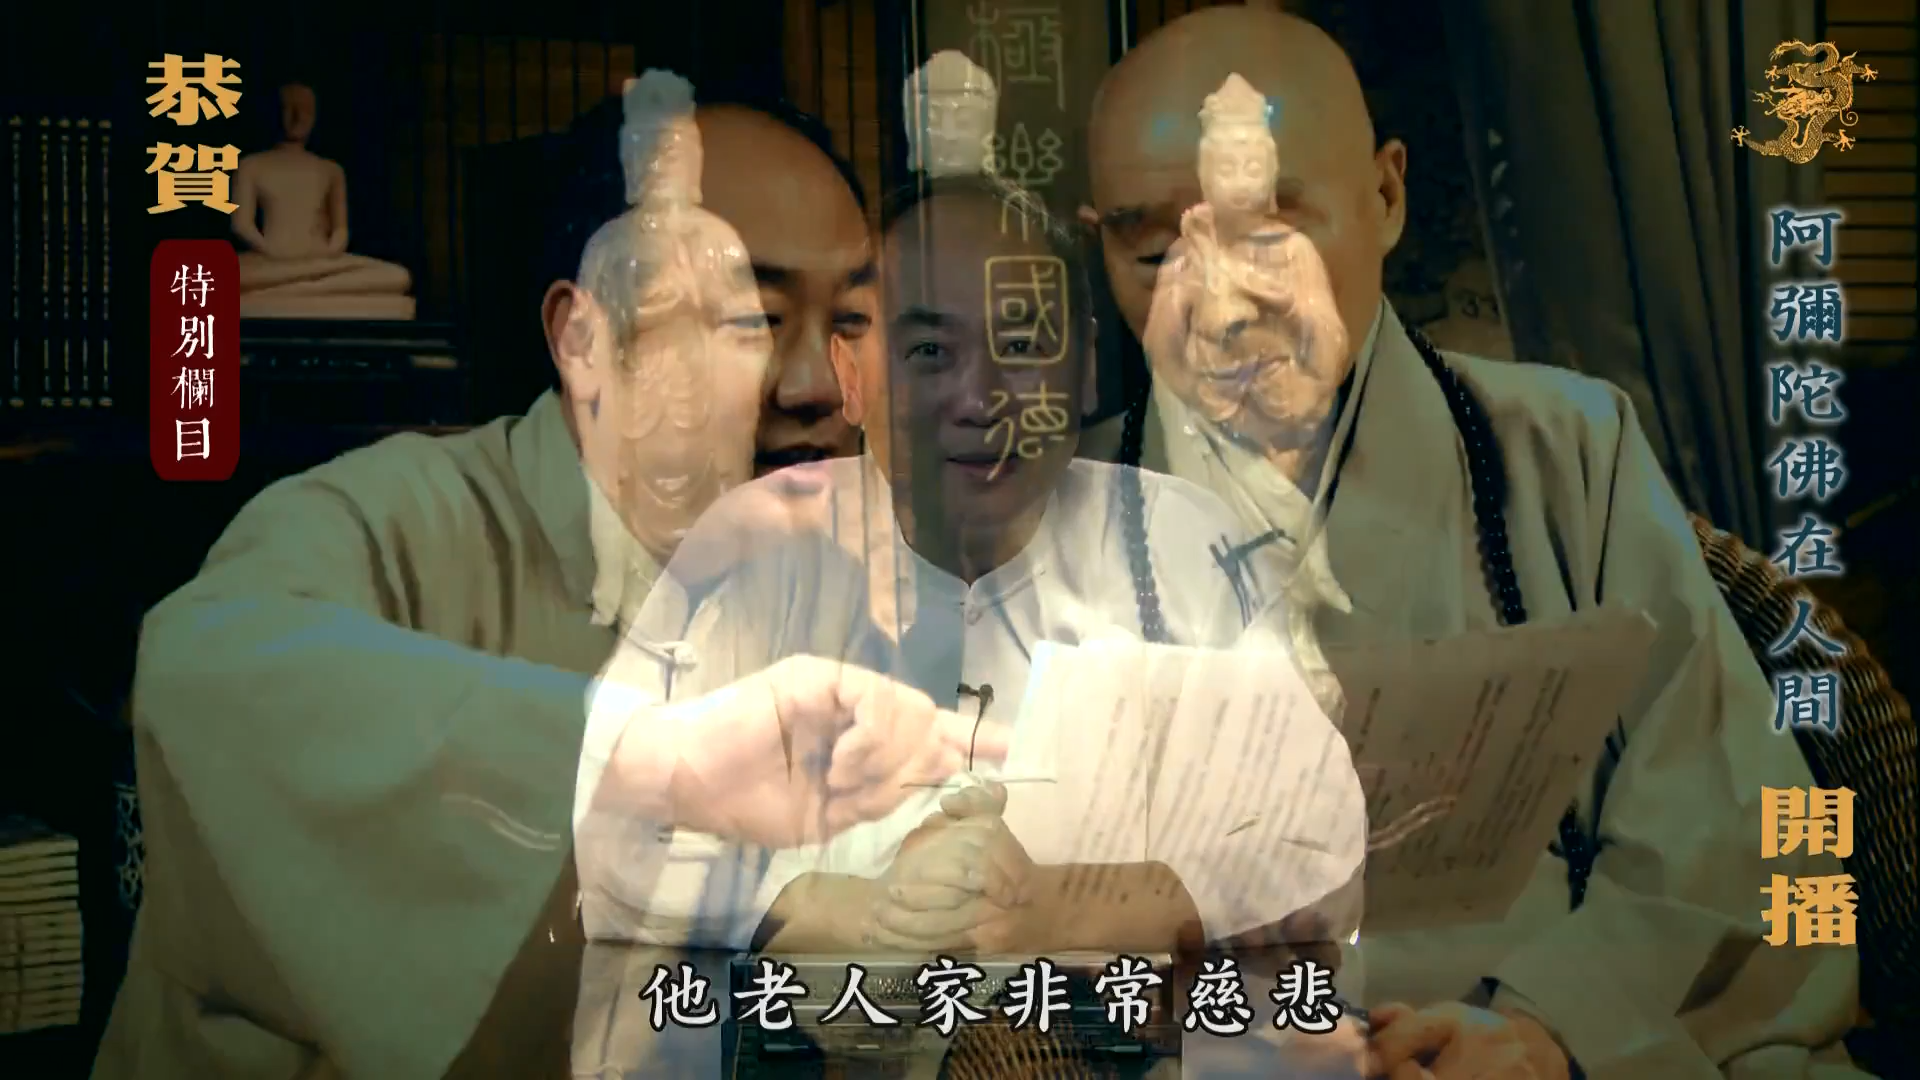 恭賀
特別欄目
極樂國
德
阿彌陀佛在人間
開播
他老人家非常慈悲